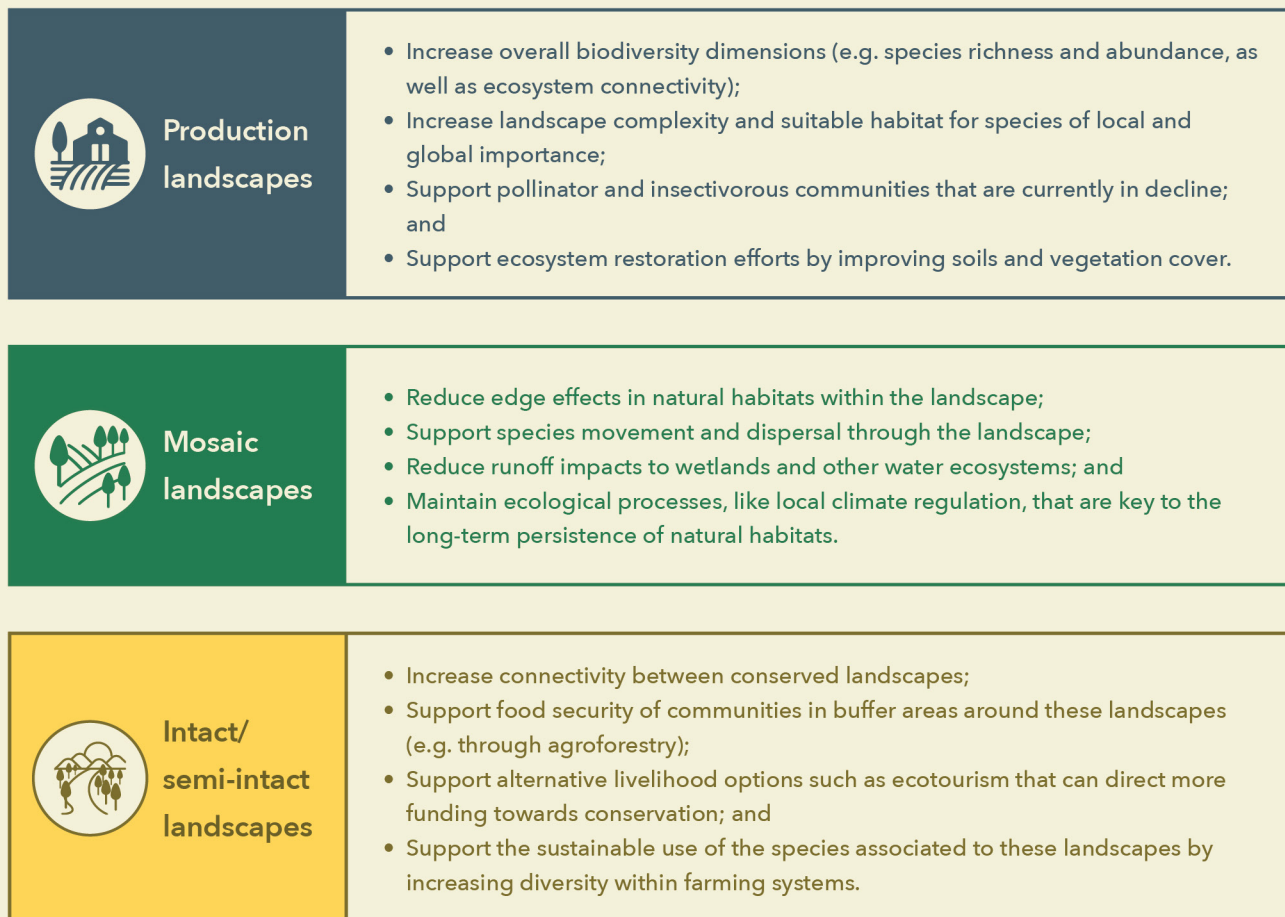 Production
landscapes
• Increase overall biodiversity dimensions (e.g. species richness and abundance, as
well as ecosystem connectivity);
• Increase landscape complexity and suitable habitat for species of local and
global importance;
• Support pollinator and insectivorous communities that are currently in decline;
and
• Support ecosystem restoration efforts by improving soils and vegetation cover.
Mosaic
landscapes
• Reduce edge effects in natural habitats within the landscape;
• Support species movement and dispersal through the landscape;
• Reduce runoff impacts to wetlands and other water ecosystems; and
• Maintain ecological processes, like local climate regulation, that are key to the
long-term persistence of natural habitats.
Intact/
semi-intact
landscapes
• Increase connectivity between conserved landscapes;
• Support food security of communities in buffer areas around these landscapes
(e.g. through agroforestry);
• Support alternative livelihood options such as ecotourism that can direct more
funding towards conservation; and
• Support the sustainable use of the species associated to these landscapes by
increasing diversity within farming systems.